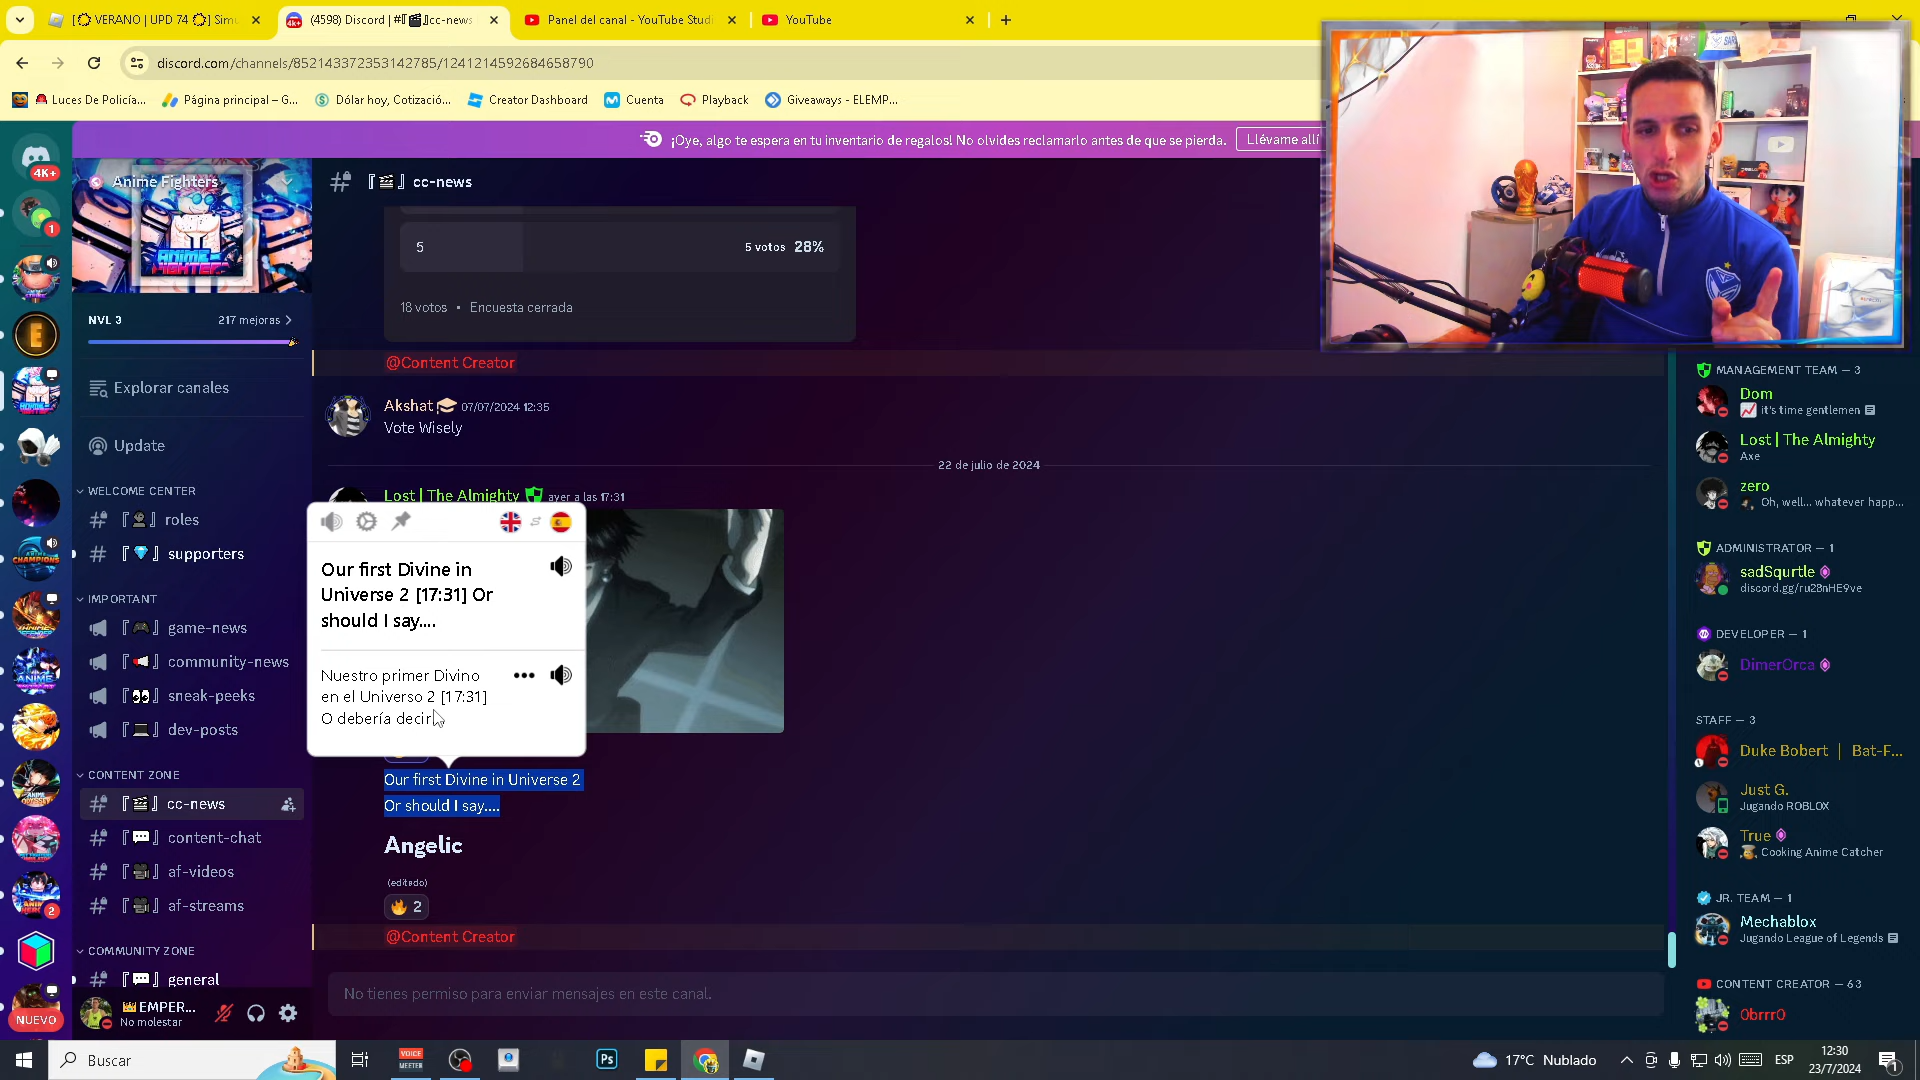 [ VERANO | UPD 74 ] Simu
(4598) Discord | #『🎬』cc-news
Panel del canal - YouTube Studi
YouTube
discord.com/channels/852143372353142785/1241214592684658790
Luces De Policía...
Página principal – G...
Dólar hoy, Cotizació...
Creator Dashboard
Cuenta
Playback
Giveaways - ELEMP...
¡Oye, algo te espera en tu inventario de regalos! No olvides reclamarlo antes de que se pierda.
Llévame allí
4K+
1
Anime Fighters
ANIME
FIGHTERS
NVL 3
217 mejoras
Explorar canales
Update
WELCOME CENTER
『』 roles
『💎』 supporters
IMPORTANT
『🎮』 game-news
『📢』 community-news
『👀』 sneak-peeks
『💻』 dev-posts
CONTENT ZONE
『🎬』 cc-news
『💬』 content-chat
『🎥』 af-videos
『🎥』 af-streams
COMMUNITY ZONE
『💬』 general
2
NUEVO
EMPER...
No molestar
『🎬』 cc-news
5
5 votos 28%
18 votos • Encuesta cerrada
@Content Creator
Akshat 07/07/2024 12:35
Vote Wisely
22 de julio de 2024
Lost | The Almighty ayer a las 17:31
Our first Divine in
Universe 2 [17:31] Or
should I say....
Nuestro primer Divino
en el Universo 2 [17:31]
O debería decir
Our first Divine in Universe 2
Or should I say....
Angelic
(editado)
🔥 2
@Content Creator
No tienes permiso para enviar mensajes en este canal.
MANAGEMENT TEAM — 3
Dom
it's time gentlemen
Lost | The Almighty
Axe
zero
Oh, well... whatever happ...
ADMINISTRATOR — 1
sadSqurtle
discord.gg/ru28nHE9ve
DEVELOPER — 1
DimerOrca
STAFF — 3
Duke Bobert | Bat-F...
Just G.
Jugando ROBLOX
True
Cooking Anime Catcher
JR. TEAM — 1
Mechablox
Jugando League of Legends
CONTENT CREATOR — 63
0brrr0
Buscar
VOICE
MEETER
Ps
17°C Nublado
ESP
12:30
23/7/2024
1